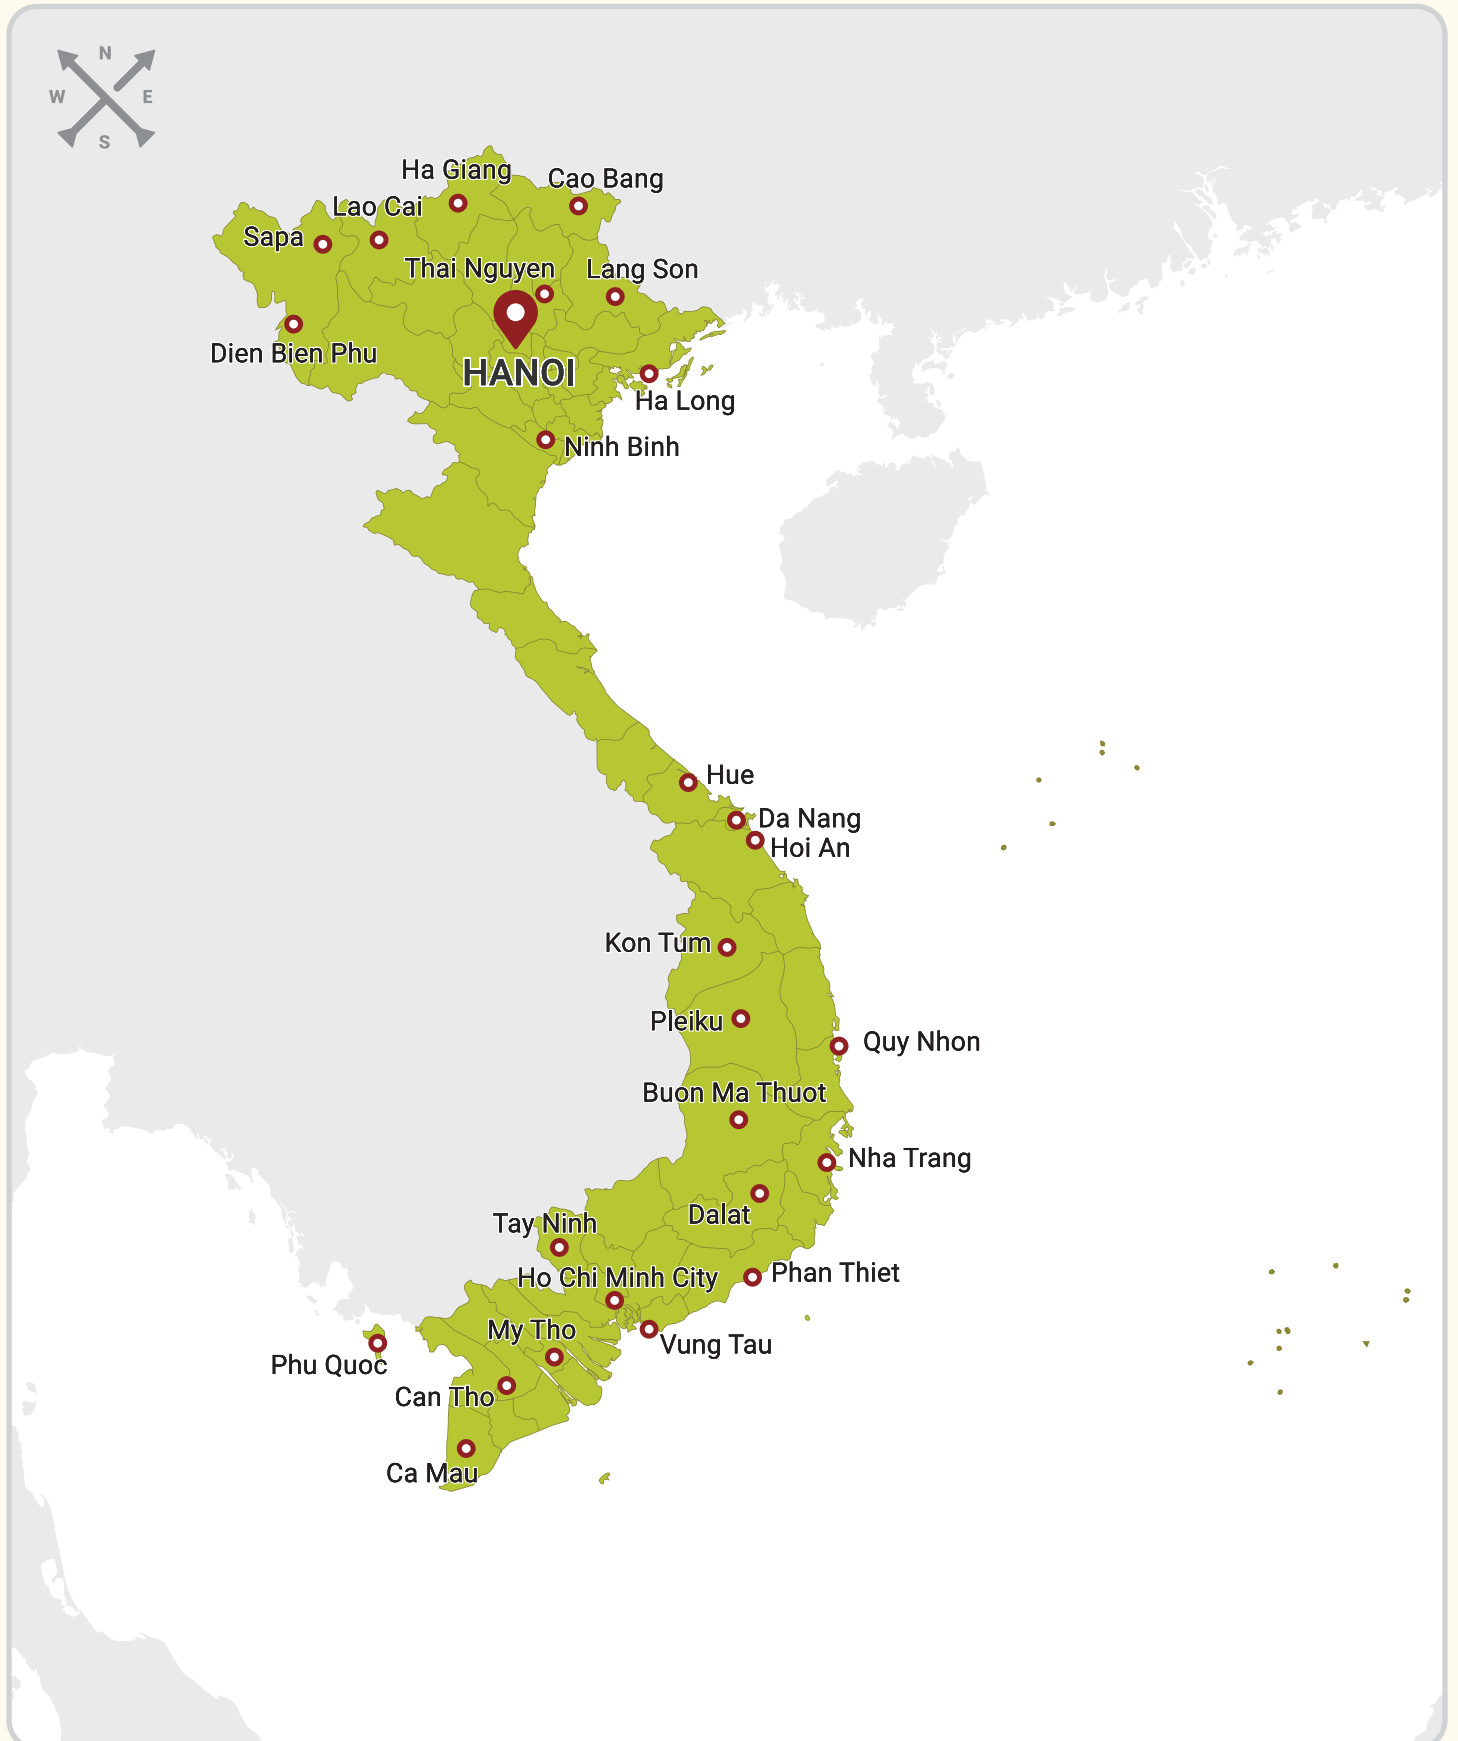 N
W
E
S
Ha Giang
Cao Bang
Lao Cai
Sapa
Thai Nguyen
Lang Son
Dien Bien Phu
HANOI
Ha Long
Ninh Binh
Hue
Da Nang
Hoi An
Kon Tum
Pleiku
Quy Nhon
Buon Ma Thuot
Nha Trang
Dalat
Tay Ninh
Phan Thiet
Ho Chi Minh City
My Tho
Vung Tau
Phu Quoc
Can Tho
Ca Mau